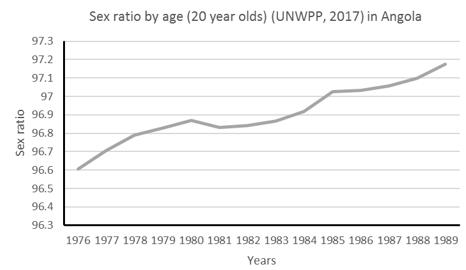 Sex ratio by age (20 year olds) (UNWPP, 2017) in Angola
97.3
97.2
97.1
97
96.9
96.8
96.7
96.6
96.5
96.4
96.3
Sex ratio
1976 1977 1978 1979 1980 1981 1982 1983 1984 1985 1986 1987 1988 1989
Years